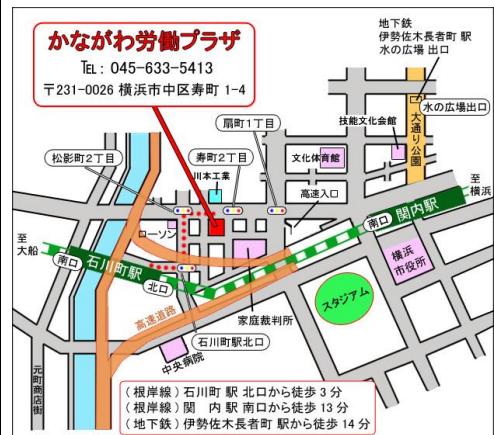 かながわ労働プラザ
℡ : 045-633-5413
〒231-0026 横浜市中区寿町 1-4
地下鉄
伊勢佐木長者町 駅
水の広場 出口
水の広場出口
大通り公園
扇町1丁目
技能文化会館
松影町2丁目
寿町2丁目
文化体育館
川本工業
高速入口
至
横浜
関内駅
南口
ローソン
至
大船
南口
石川町駅
北口
横浜
市役所
スタジアム
高速道路
家庭裁判所
石川町駅北口
中央病院
元町商店街
(根岸線) 石川町 駅 北口から徒歩 3 分
(根岸線) 関 内 駅 南口から徒歩 13 分
(地下鉄) 伊勢佐木長者町 駅から徒歩 14 分